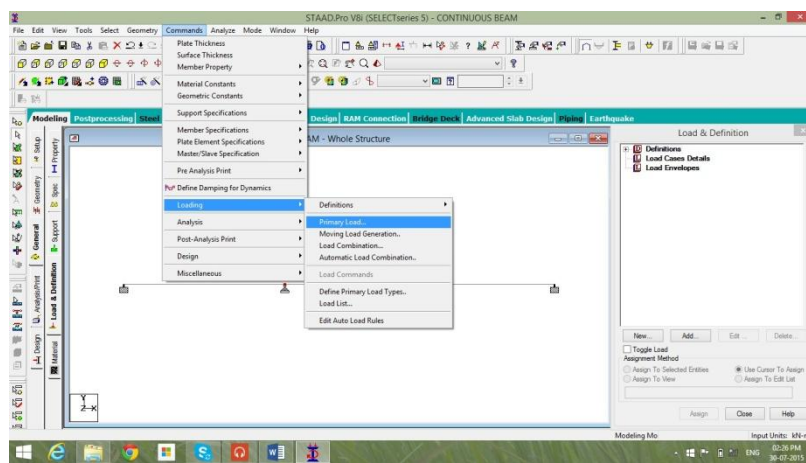 STAAD.Pro V8i (SELECTseries 5) - CONTINUOUS BEAM
File Edit View Tools Select Geometry Commands Analyze Mode Window Help
Plate Thickness
Surface Thickness
Member Property
Material Constants
Geometric Constants
Support Specifications
Member Specifications
Plate Element Specifications
Master/Slave Specification
Pre Analysis Print
Define Damping for Dynamics
Loading
Analysis
Post-Analysis Print
Design
Miscellaneous
Definitions
Primary Load...
Moving Load Generation..
Load Combination...
Automatic Load Combination...
Load Commands
Define Primary Load Types..
Load List...
Edit Auto Load Rules
Modeling Postprocessing Steel Design RAM Connection Bridge Deck Advanced Slab Design Piping Earthquake
AM - Whole Structure
Setup
Property
Geometry
Spec
General
Support
Load & Definition
Analysis/Print
Design
Material
Y
Z X
Load & Definition
Definitions
Load Cases Details
Load Envelopes
New... Add... Edit ... Delete...
Toggle Load
Assignment Method
Assign To Selected Entities Use Cursor To Assign
Assign To View Assign To Edit List
Assign Close Help
Modeling Mo Input Units: kN-
ENG 02:26 PM
30-07-2015